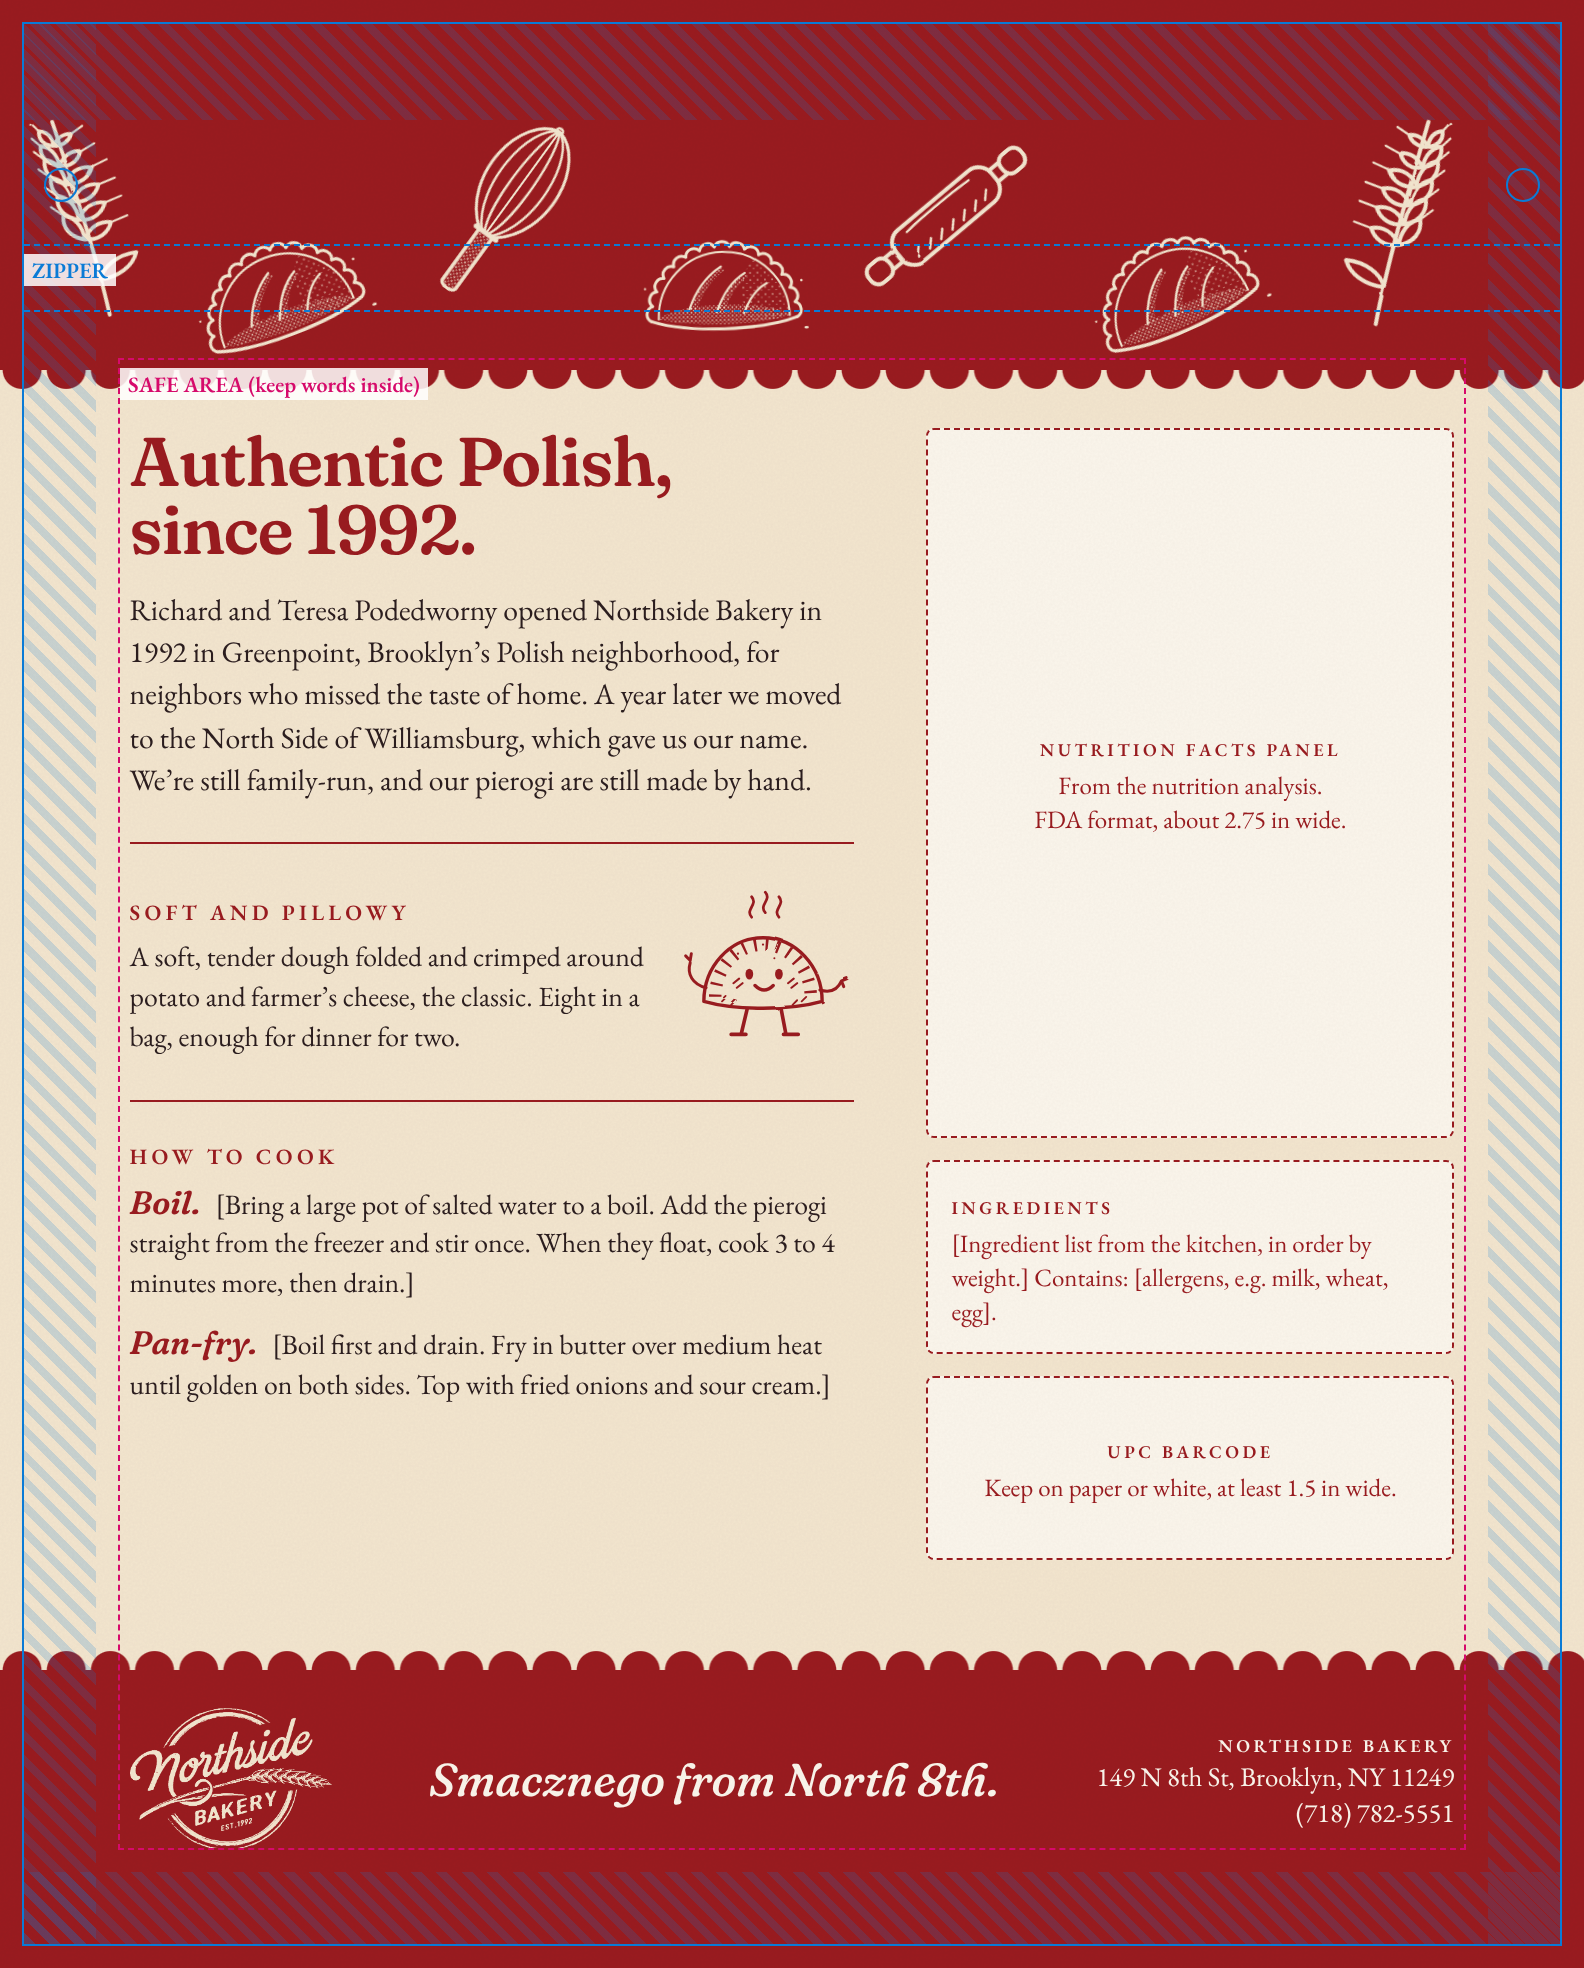 ZIPPER
SAFE AREA (keep words inside)
Authentic Polish,
since 1992.
Richard and Teresa Podedworny opened Northside Bakery in
1992 in Greenpoint, Brooklyn’s Polish neighborhood, for
neighbors who missed the taste of home. A year later we moved
to the North Side of Williamsburg, which gave us our name.
We’re still family-run, and our pierogi are still made by hand.
SOFT AND PILLOWY
A soft, tender dough folded and crimped around
potato and farmer’s cheese, the classic. Eight in a
bag, enough for dinner for two.
HOW TO COOK
Boil. [Bring a large pot of salted water to a boil. Add the pierogi
straight from the freezer and stir once. When they float, cook 3 to 4
minutes more, then drain.]
Pan-fry. [Boil first and drain. Fry in butter over medium heat
until golden on both sides. Top with fried onions and sour cream.]
NUTRITION FACTS PANEL
From the nutrition analysis.
FDA format, about 2.75 in wide.
INGREDIENTS
[Ingredient list from the kitchen, in order by
weight.] Contains: [allergens, e.g. milk, wheat,
egg].
UPC BARCODE
Keep on paper or white, at least 1.5 in wide.
Northside
BAKERY
EST. 1992
Smacznego from North 8th.
NORTHSIDE BAKERY
149 N 8th St, Brooklyn, NY 11249
(718) 782-5551